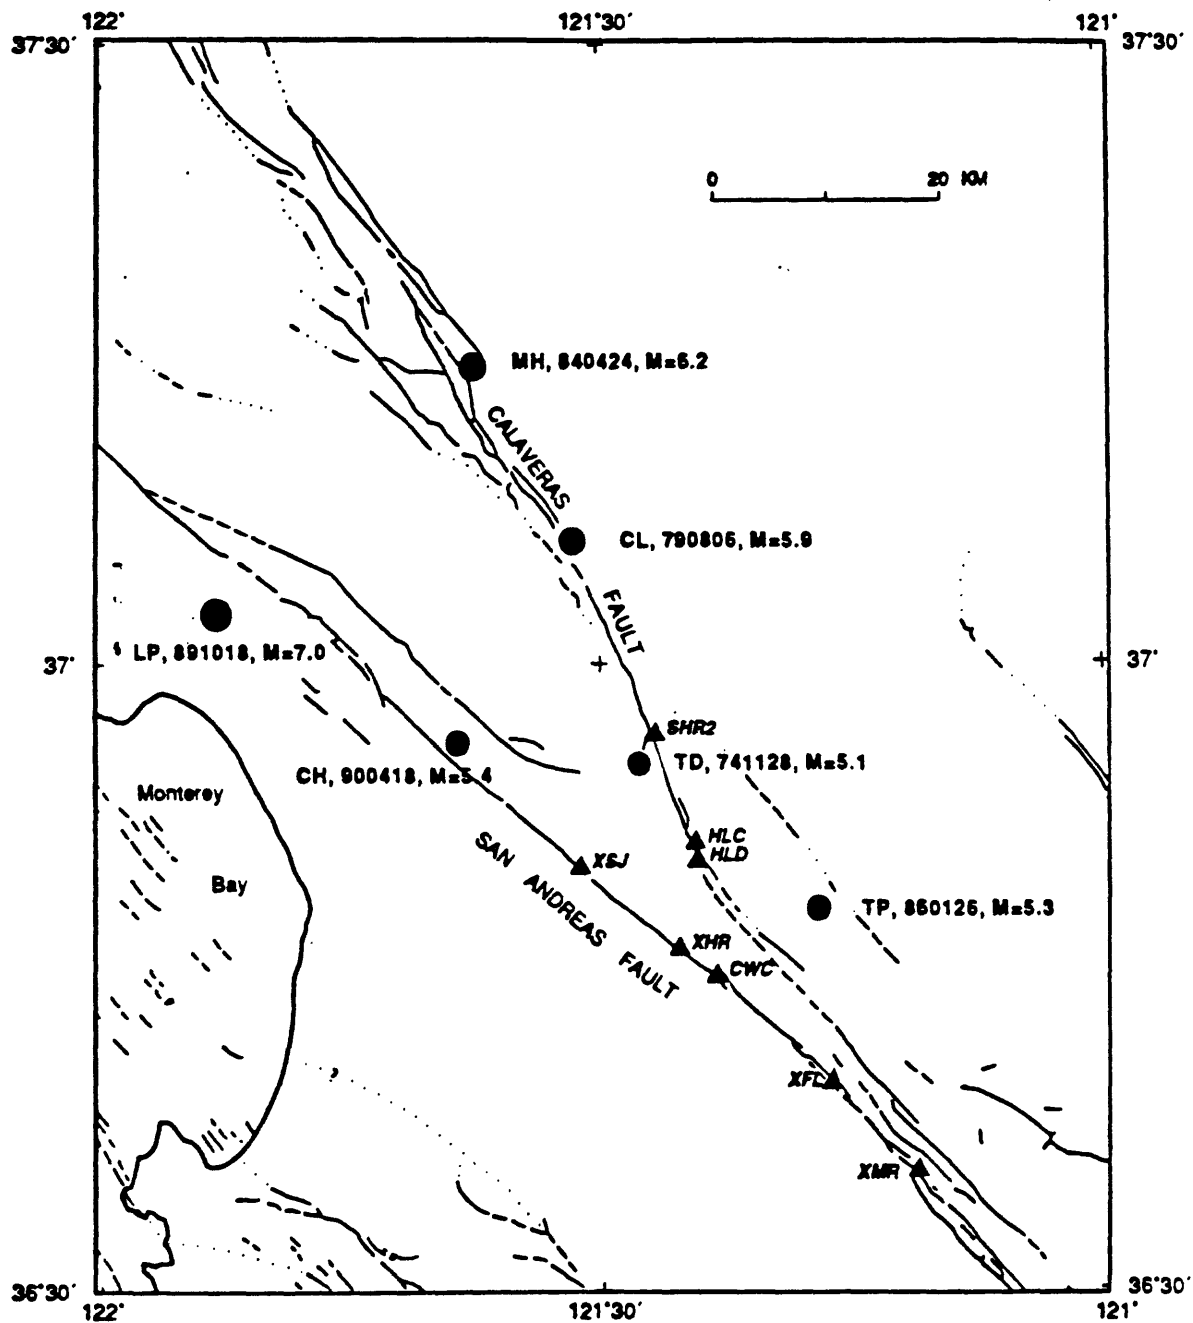 122° 121°30′ 121°
37°30′ 37°30′
0 20 KM
MH, 840424, M=6.2
CALAVERAS
CL, 790806, M=5.9
FAULT
LP, 891018, M=7.0
37° 37°
SHR2
TD, 741128, M=5.1
CH, 900418, M=5.4
Monterey
HLC
HLD
SAN ANDREAS FAULT
XSJ
Bay
TP, 860126, M=5.3
XHR
CWC
XFL
XMR
36°30′ 36°30′
122° 121°30′ 121°